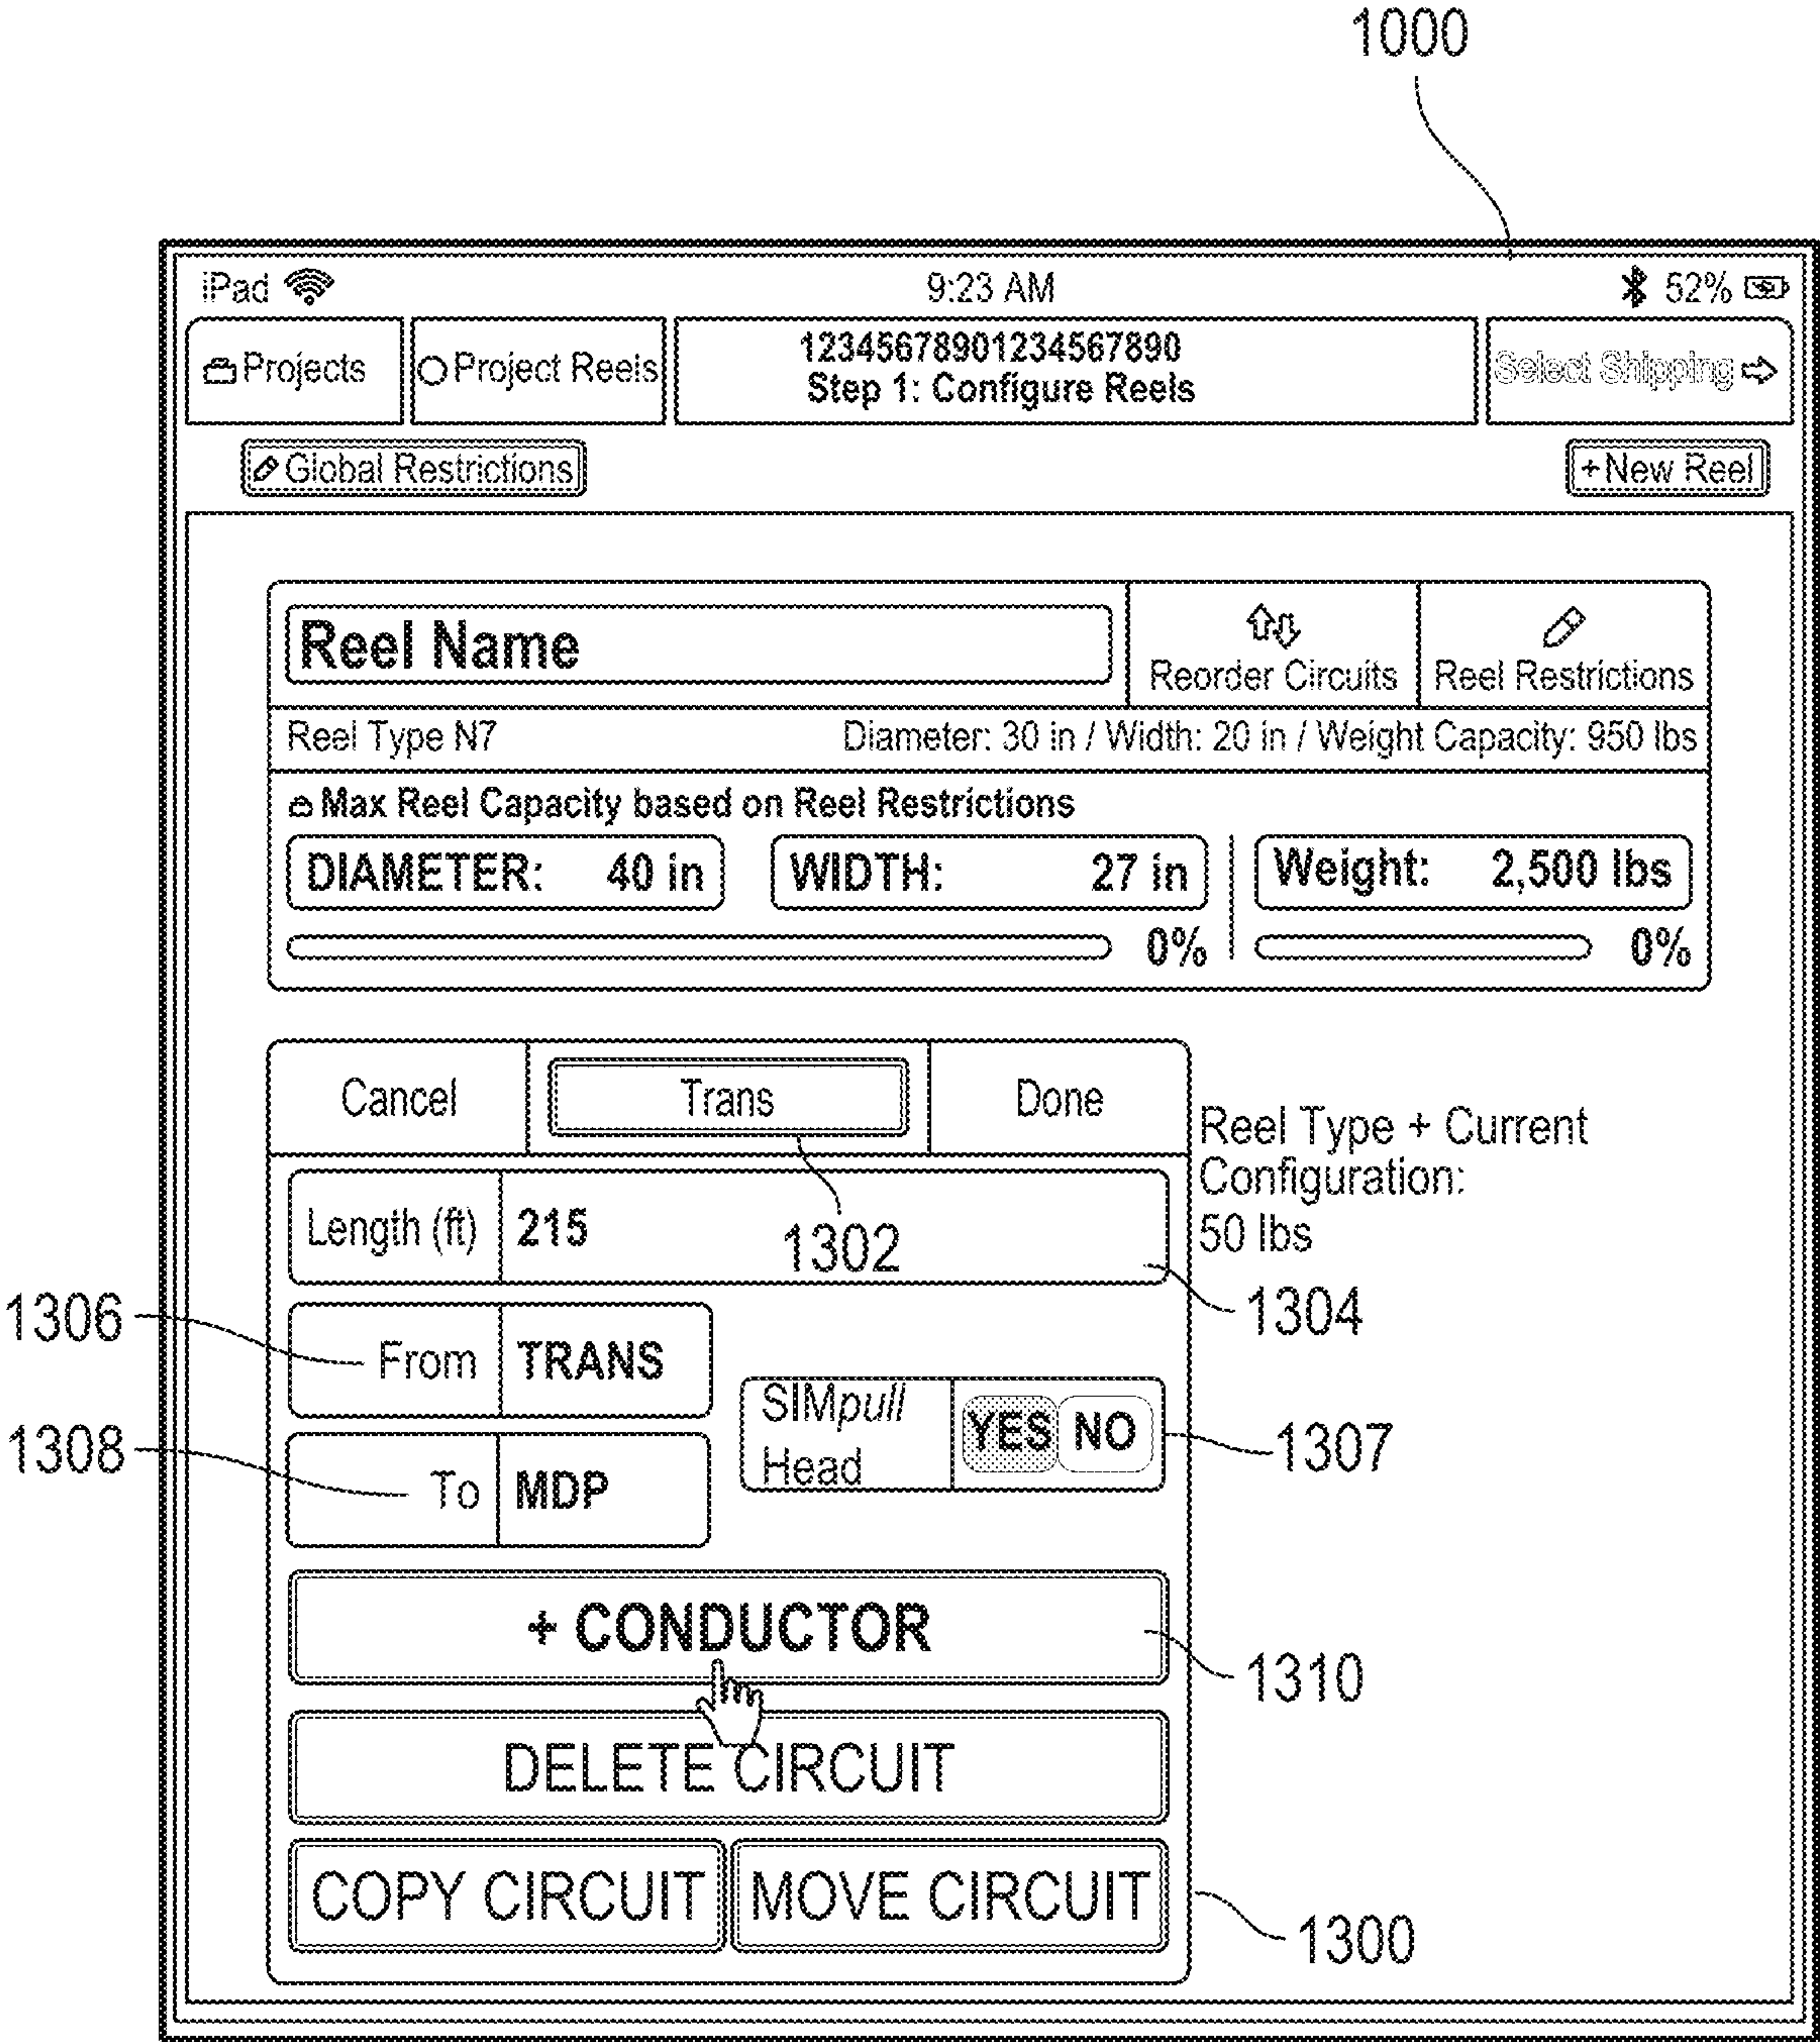 1000
iPad 9:23 AM 52%
Projects Project Reels 12345678901234567890 Select Shipping
Step 1: Configure Reels
Global Restrictions +New Reel
Reel Name
Reorder Circuits Reel Restrictions
Reel Type N7 Diameter: 30 in / Width: 20 in / Weight Capacity: 950 lbs
Max Reel Capacity based on Reel Restrictions
DIAMETER: 40 in WIDTH: 27 in Weight: 2,500 lbs
0% 0%
Cancel Trans Done
Reel Type + Current
Configuration:
50 lbs
Length (ft) 215
1302
1304
1306
From TRANS
SIMpull
Head
YES NO
1307
1308
To MDP
+ CONDUCTOR
1310
DELETE CIRCUIT
COPY CIRCUIT MOVE CIRCUIT
1300